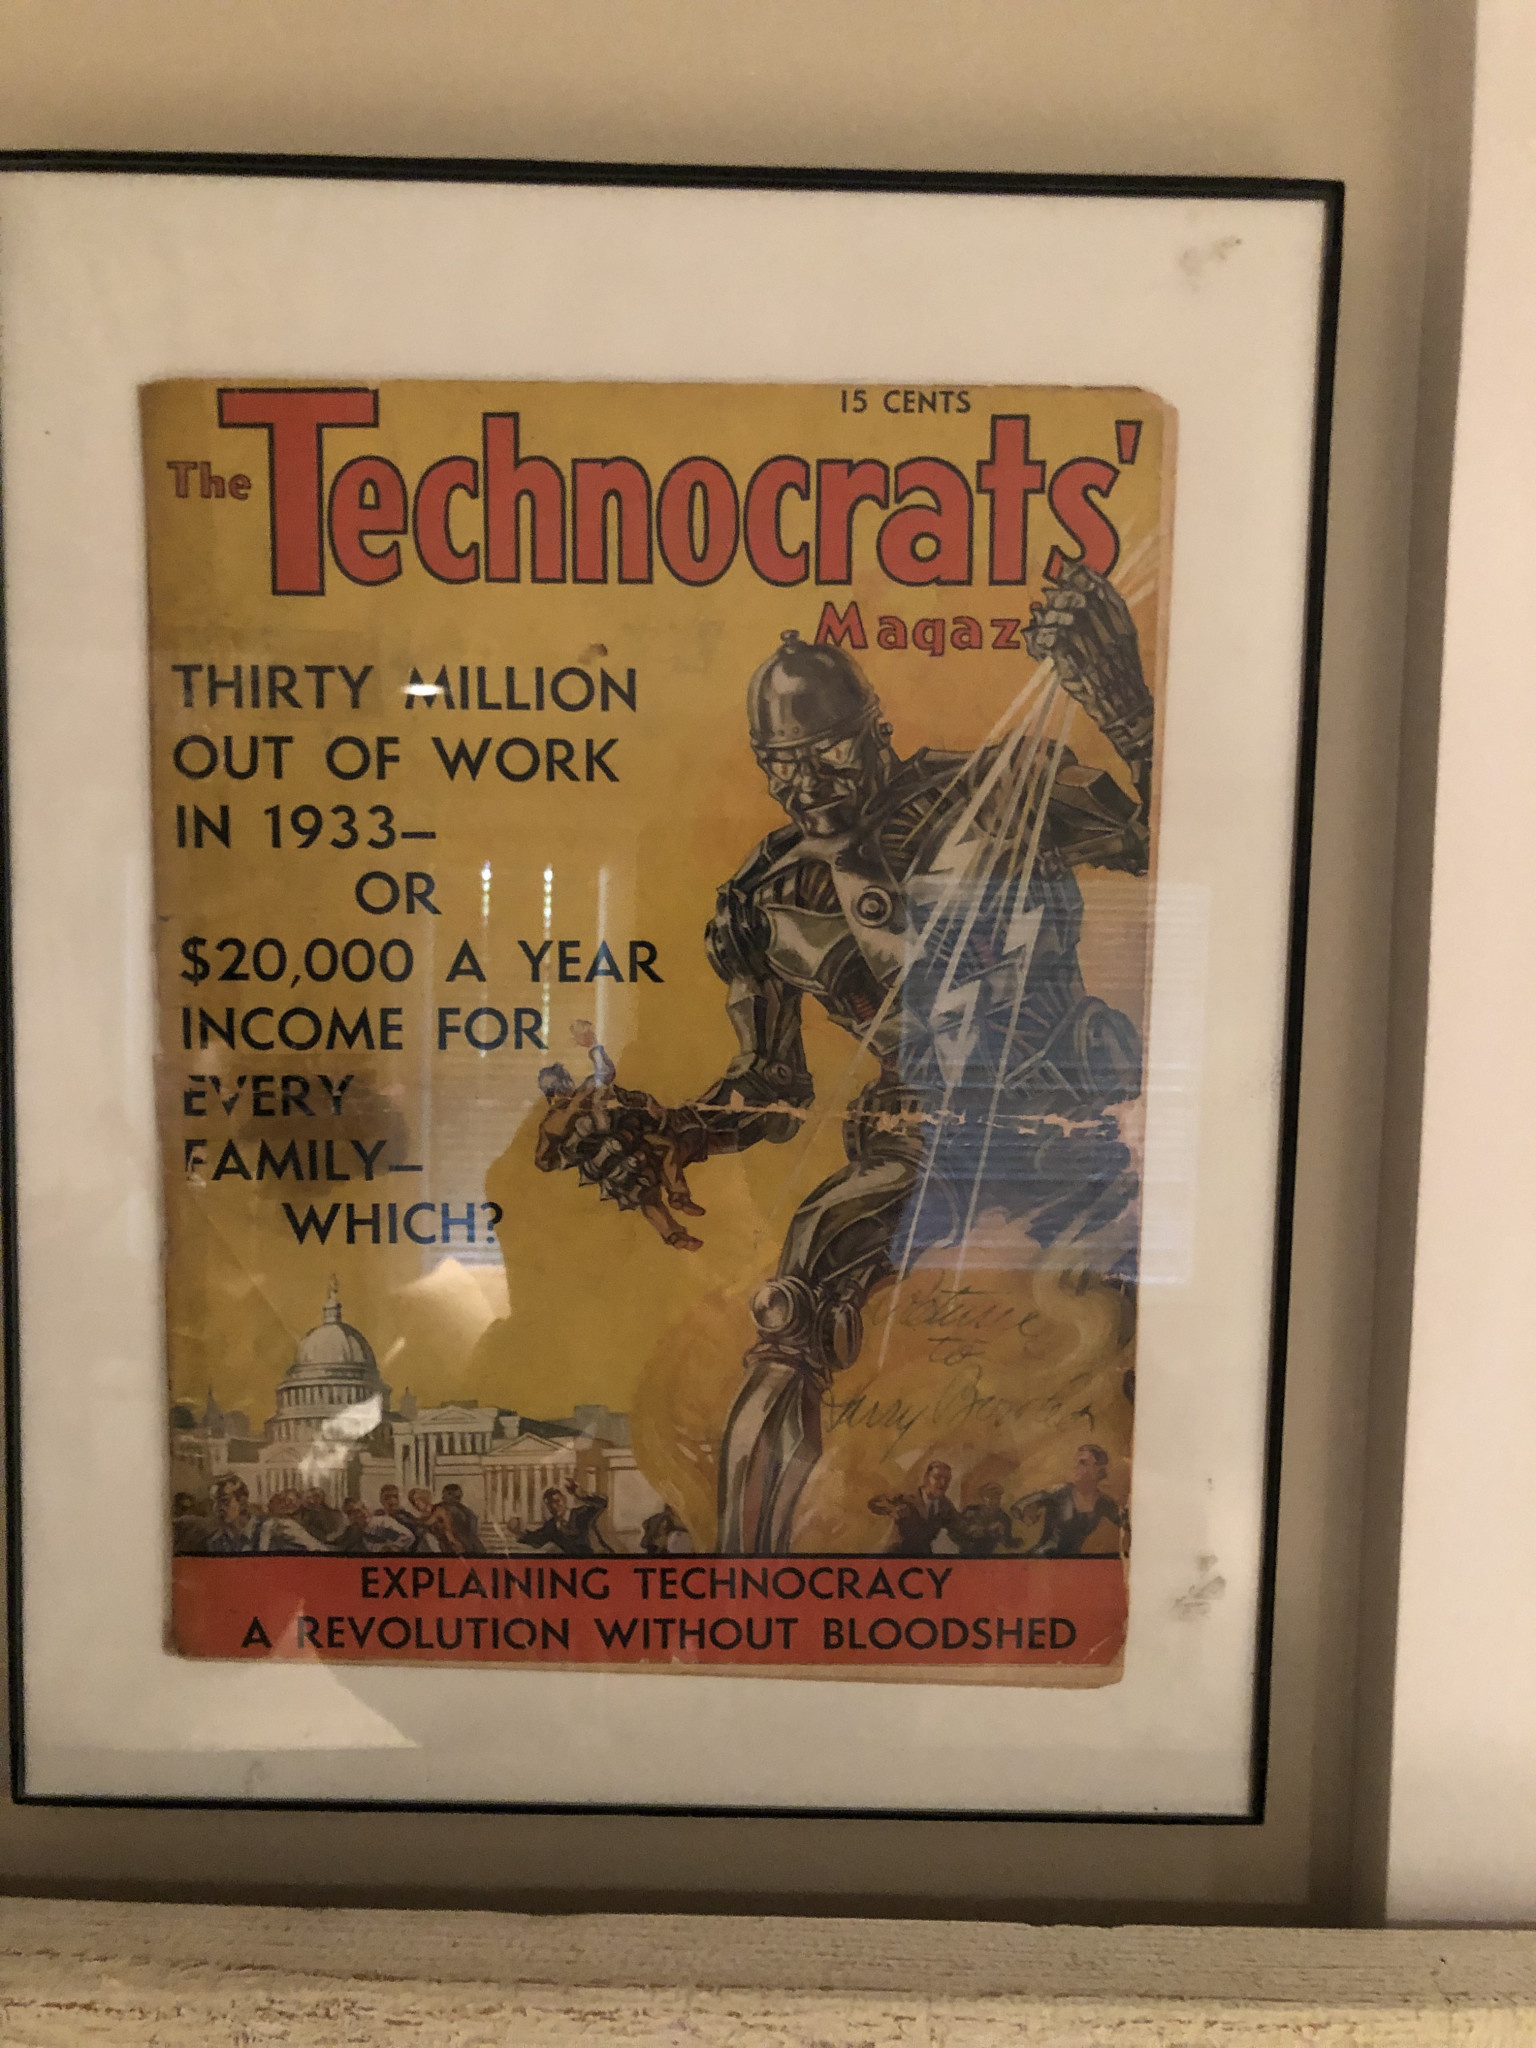 15 CENTS
The Technocrats'
Magaz
THIRTY MILLION
OUT OF WORK
IN 1933–
OR
$20,000 A YEAR
INCOME FOR
EVERY
FAMILY–
WHICH?
to
EXPLAINING TECHNOCRACY
A REVOLUTION WITHOUT BLOODSHED